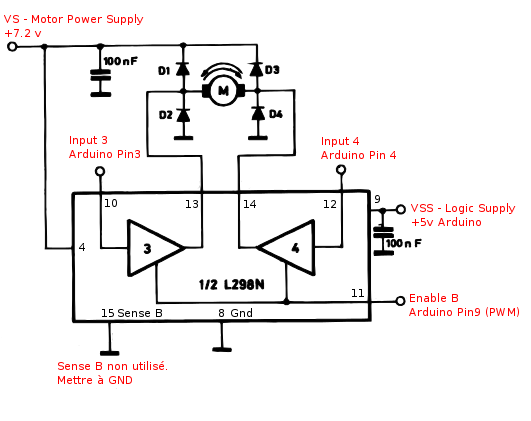 VS - Motor Power Supply
+7.2 v
100nF
D1
D3
M
D2
D4
Input 3
Arduino Pin3
Input 4
Arduino Pin 4
10
13
14
12
9
VSS - Logic Supply
+5v Arduino
100nF
4
3
4
1/2 L298N
11
Enable B
Arduino Pin9 (PWM)
15 Sense B
8 Gnd
Sense B non utilisé.
Mettre à GND